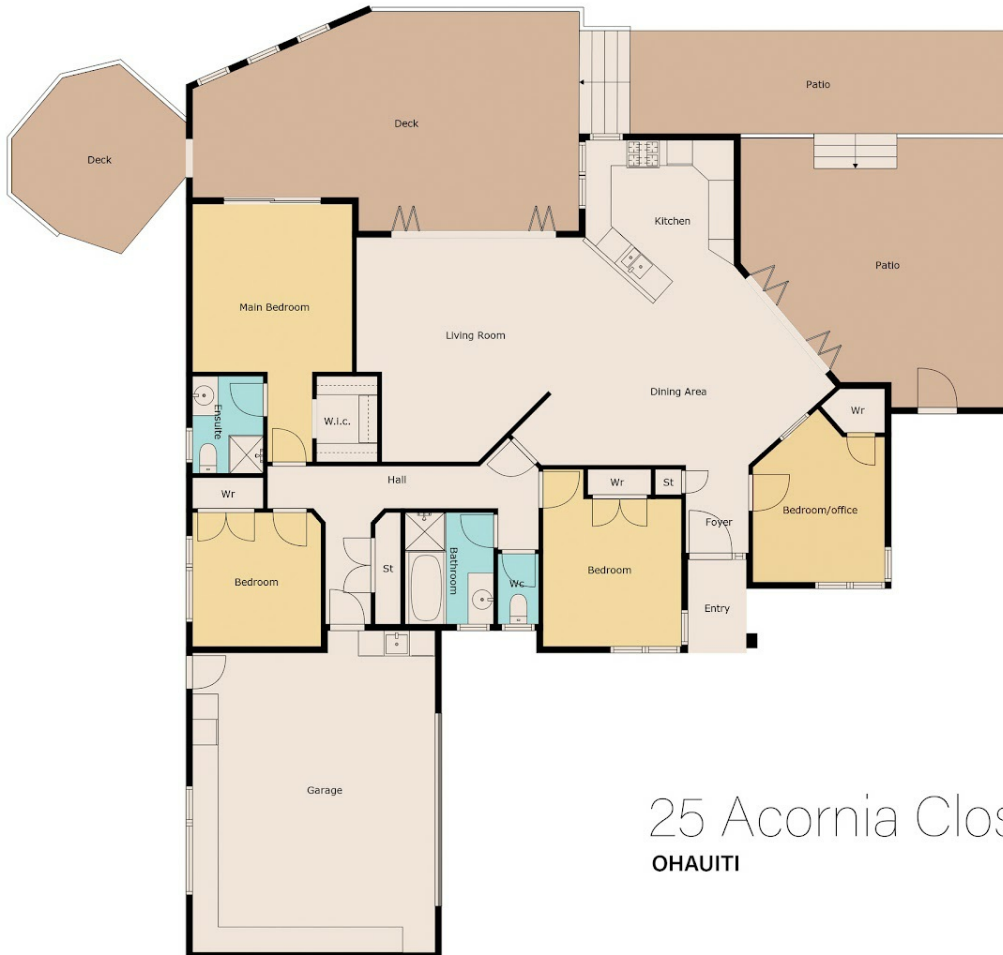 Patio
Deck
Deck
Kitchen
Patio
Main Bedroom
Living Room
Dining Area
Wr
Ensuite
W.i.c.
Hall
Wr
Wr
St
Bedroom/office
Foyer
Bathroom
St
Bedroom
Wc
Bedroom
Entry
Garage
25 Acornia Clos
OHAUITI